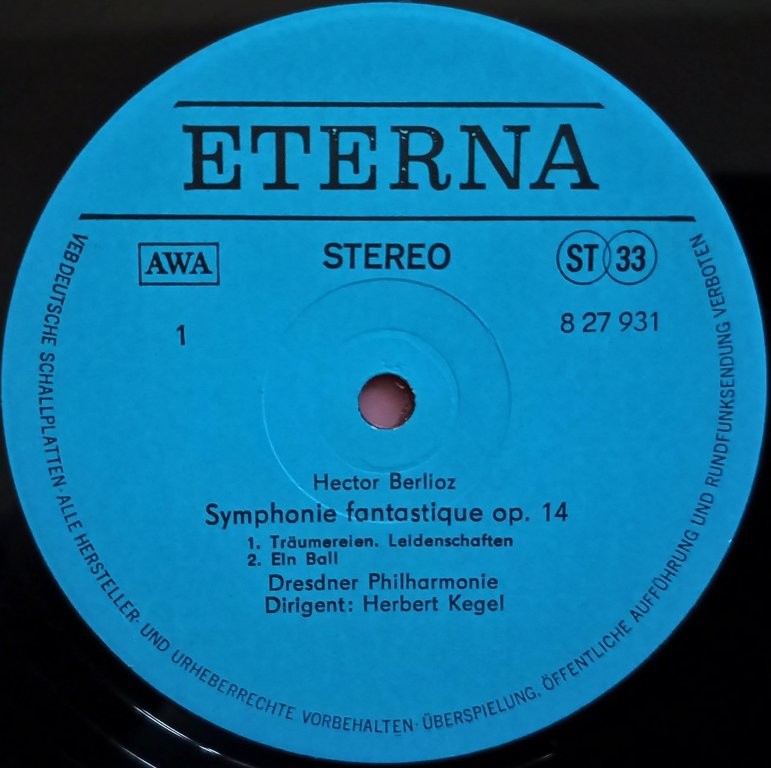 ETERNA
AWA
STEREO
ST 33
1
8 27 931
Hector Berlioz
Symphonie fantastique op. 14
1. Träumereien. Leidenschaften
2. Ein Ball
Dresdner Philharmonie
Dirigent: Herbert Kegel
VEB DEUTSCHE SCHALLPLATTEN · ALLE HERSTELLER- UND URHEBERRECHTE VORBEHALTEN · ÜBERSPIELUNG, ÖFFENTLICHE AUFFÜHRUNG UND RUNDFUNKSENDUNG VERBOTEN